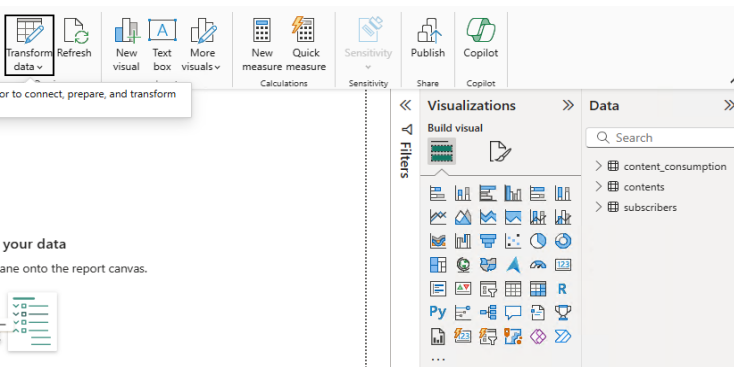 Transform
data
Refresh
New
visual
Text
box
More
visuals
New
measure
Quick
measure
Sensitivity
Publish
Copilot
Calculations
Sensitivity
Share
Copilot
or to connect, prepare, and transform
Visualizations
Data
Build visual
Search
Filters
content_consumption
contents
subscribers
your data
ane onto the report canvas.
A
123
R
Py
123
...